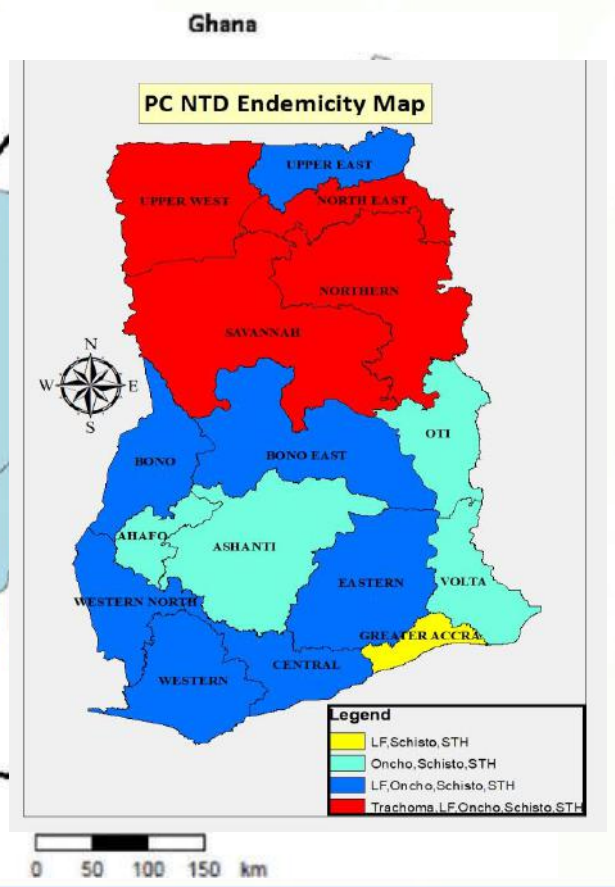 Ghana
PC NTD Endemicity Map
UPPER EAST
UPPER WEST
NORTH EAST
NORTHERN
SAVANNAH
N
W E
S
OTI
BONO
BONO EAST
AHAFO
ASHANTI
EASTERN
VOLTA
WESTERN NORTH
GREATER ACCRA
CENTRAL
WESTERN
Legend
LF,Schisto,STH
Oncho,Schisto,STH
LF,Oncho,Schisto,STH
Trachoma,LF,Oncho,Schisto,STH
0 50 100 150 km